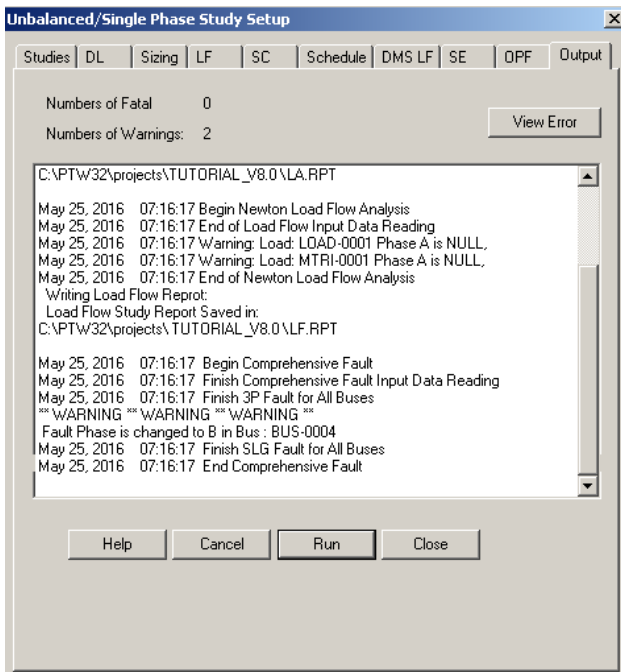 Unbalanced/Single Phase Study Setup
Studies DL Sizing LF SC Schedule DMS LF SE OPF Output
Numbers of Fatal 0
View Error
Numbers of Warnings: 2
C:\PTW32\projects\TUTORIAL_V8.0\LA.RPT
May 25, 2016 07:16:17 Begin Newton Load Flow Analysis
May 25, 2016 07:16:17 End of Load Flow Input Data Reading
May 25, 2016 07:16:17 Warning: Load: LOAD-0001 Phase A is NULL,
May 25, 2016 07:16:17 Warning: Load: MTRI-0001 Phase A is NULL,
May 25, 2016 07:16:17 End of Newton Load Flow Analysis
Writing Load Flow Reprot:
Load Flow Study Report Saved in:
C:\PTW32\projects\ TUTORIAL_V8.0\LF.RPT
May 25, 2016 07:16:17 Begin Comprehensive Fault
May 25, 2016 07:16:17 Finish Comprehensive Fault Input Data Reading
May 25, 2016 07:16:17 Finish 3P Fault for All Buses
** WARNING ** WARNING ** WARNING **
Fault Phase is changed to B in Bus : BUS-0004
May 25, 2016 07:16:17 Finish SLG Fault for All Buses
May 25, 2016 07:16:17 End Comprehensive Fault
Help Cancel Run Close